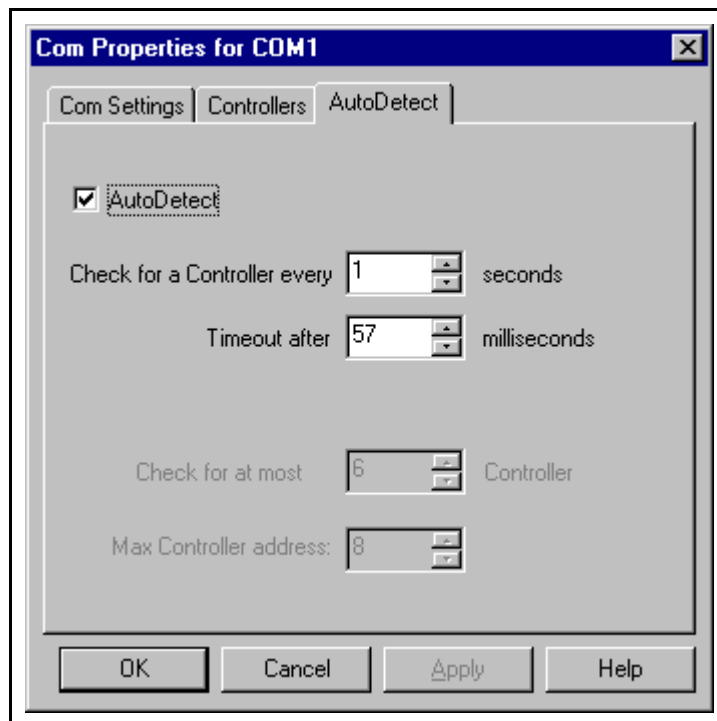 Com Properties for COM1
Com Settings Controllers AutoDetect
AutoDetect
Check for a Controller every 1 seconds
Timeout after 57 milliseconds
Check for at most 6 Controller
Max Controller address: 8
OK Cancel Apply Help